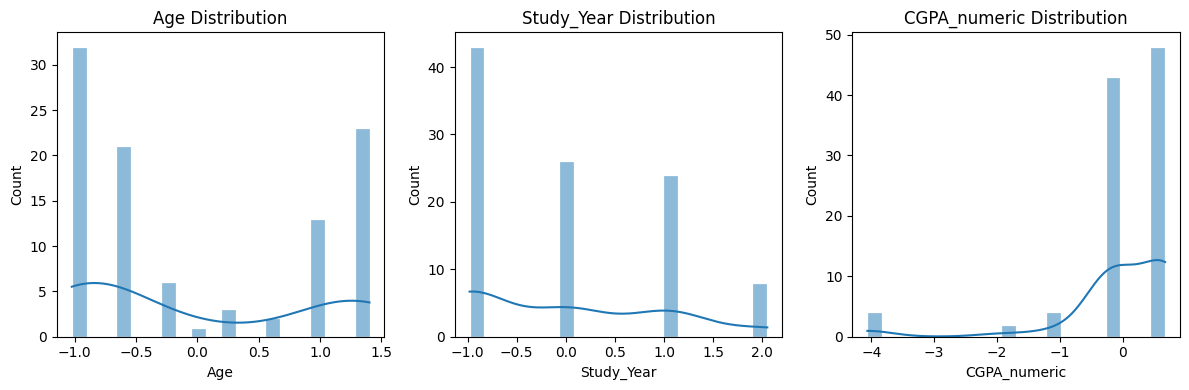 Age Distribution
Count
30
25
20
15
10
5
0
−1.0 −0.5 0.0 0.5 1.0 1.5
Age
Study_Year Distribution
Count
40
30
20
10
0
−1.0 −0.5 0.0 0.5 1.0 1.5 2.0
Study_Year
CGPA_numeric Distribution
Count
50
40
30
20
10
0
−4 −3 −2 −1 0
CGPA_numeric